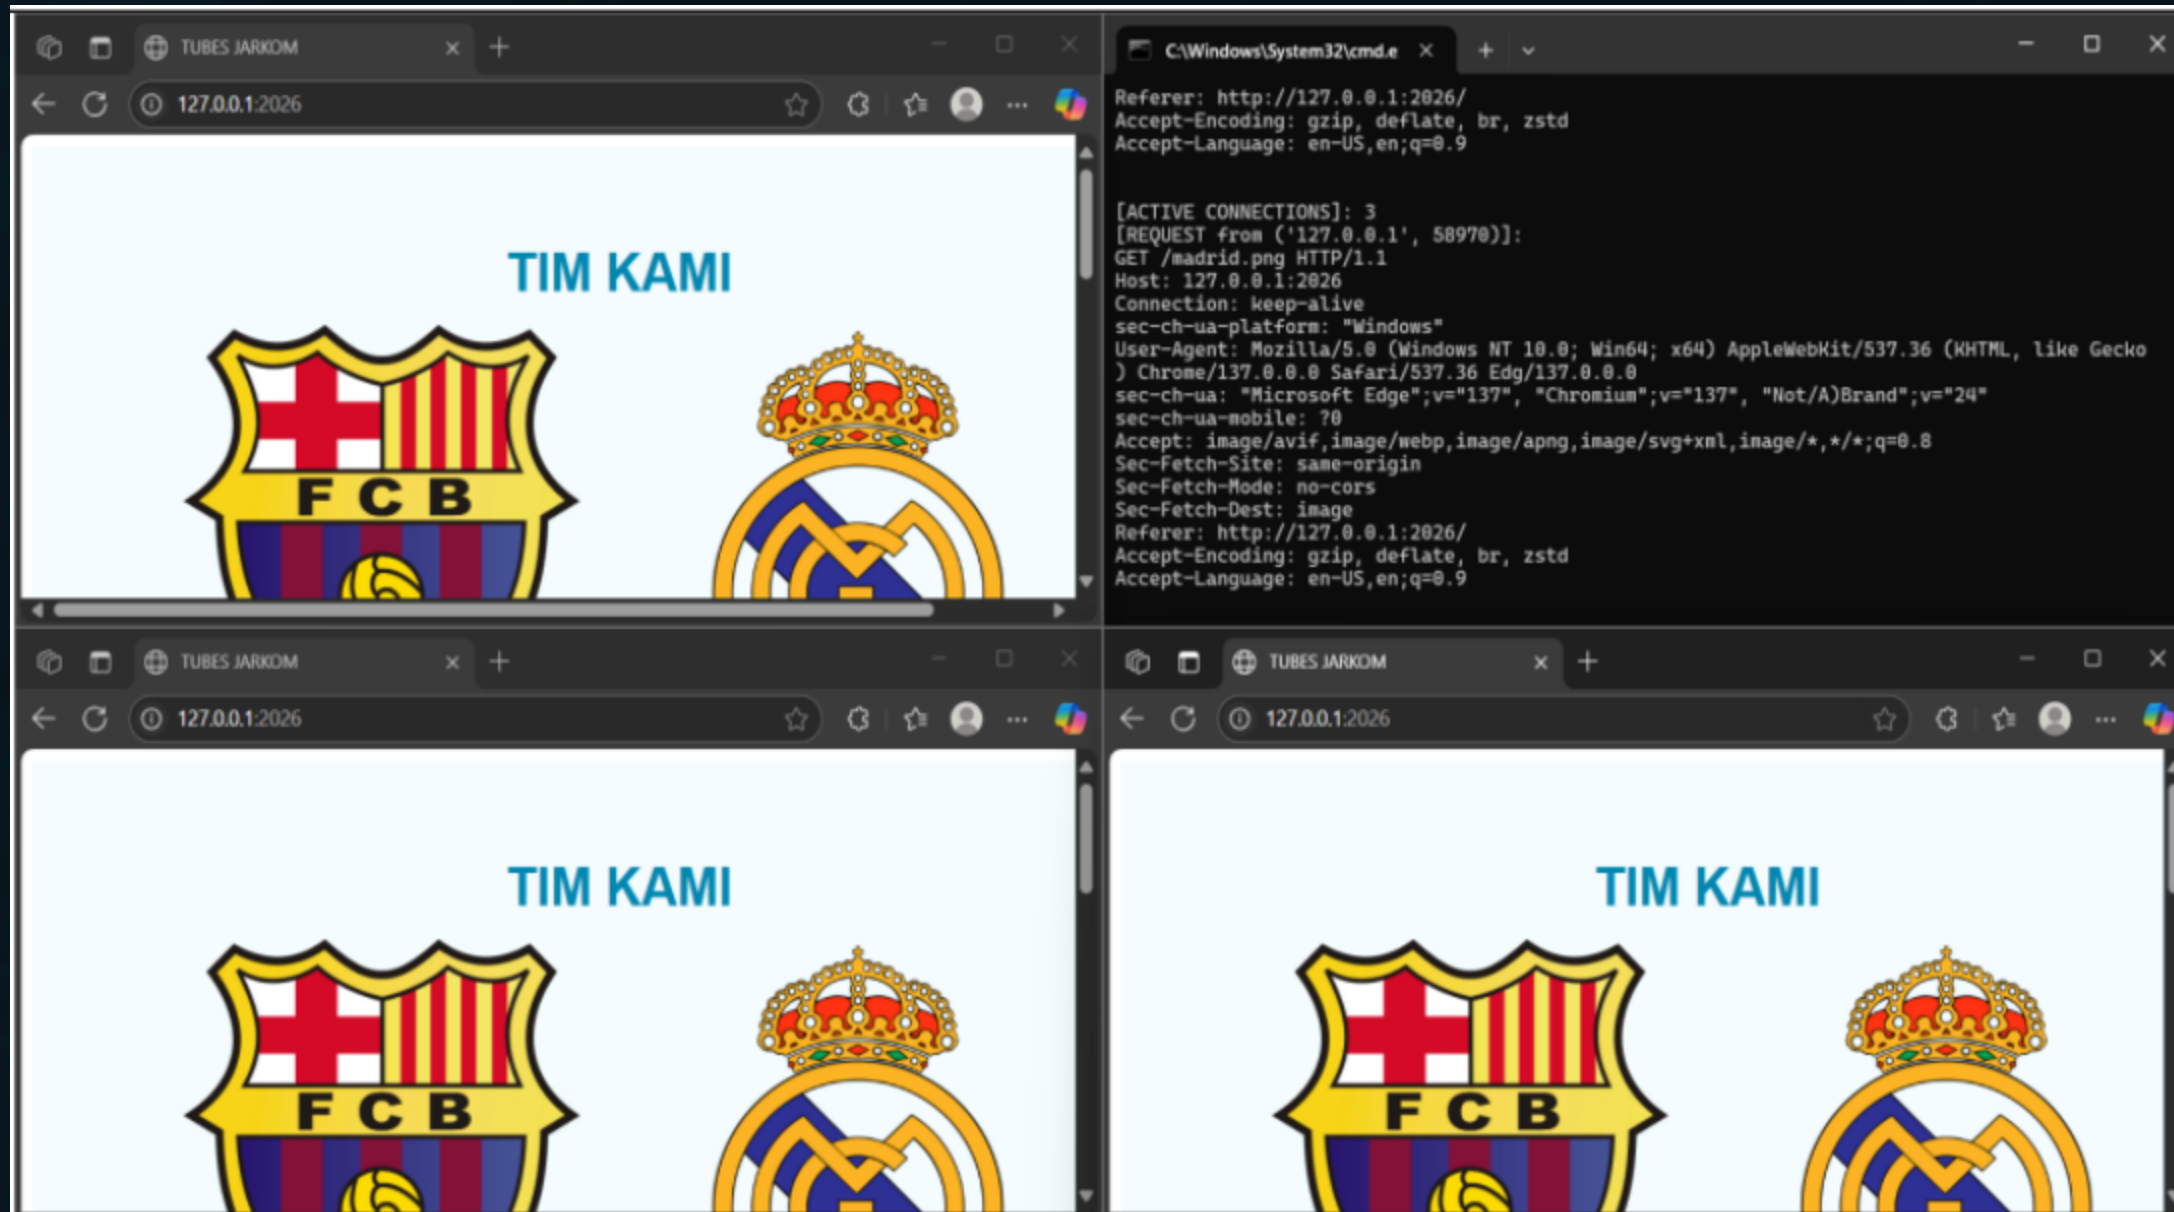 TUBES JARKOM
127.0.0.1:2026
TIM KAMI
FCB
C:\Windows\System32\cmd.e
Referer: http://127.0.0.1:2026/
Accept-Encoding: gzip, deflate, br, zstd
Accept-Language: en-US,en;q=0.9
[ACTIVE CONNECTIONS]: 3
[REQUEST from ('127.0.0.1', 58970)]:
GET /madrid.png HTTP/1.1
Host: 127.0.0.1:2026
Connection: keep-alive
sec-ch-ua-platform: "Windows"
User-Agent: Mozilla/5.0 (Windows NT 10.0; Win64; x64) AppleWebKit/537.36 (KHTML, like Gecko
) Chrome/137.0.0.0 Safari/537.36 Edg/137.0.0.0
sec-ch-ua: "Microsoft Edge";v="137", "Chromium";v="137", "Not/A)Brand";v="24"
sec-ch-ua-mobile: ?0
Accept: image/avif,image/webp,image/apng,image/svg+xml,image/*,*/*;q=0.8
Sec-Fetch-Site: same-origin
Sec-Fetch-Mode: no-cors
Sec-Fetch-Dest: image
Referer: http://127.0.0.1:2026/
Accept-Encoding: gzip, deflate, br, zstd
Accept-Language: en-US,en;q=0.9
TUBES JARKOM
127.0.0.1:2026
TIM KAMI
FCB
TUBES JARKOM
127.0.0.1:2026
TIM KAMI
FCB